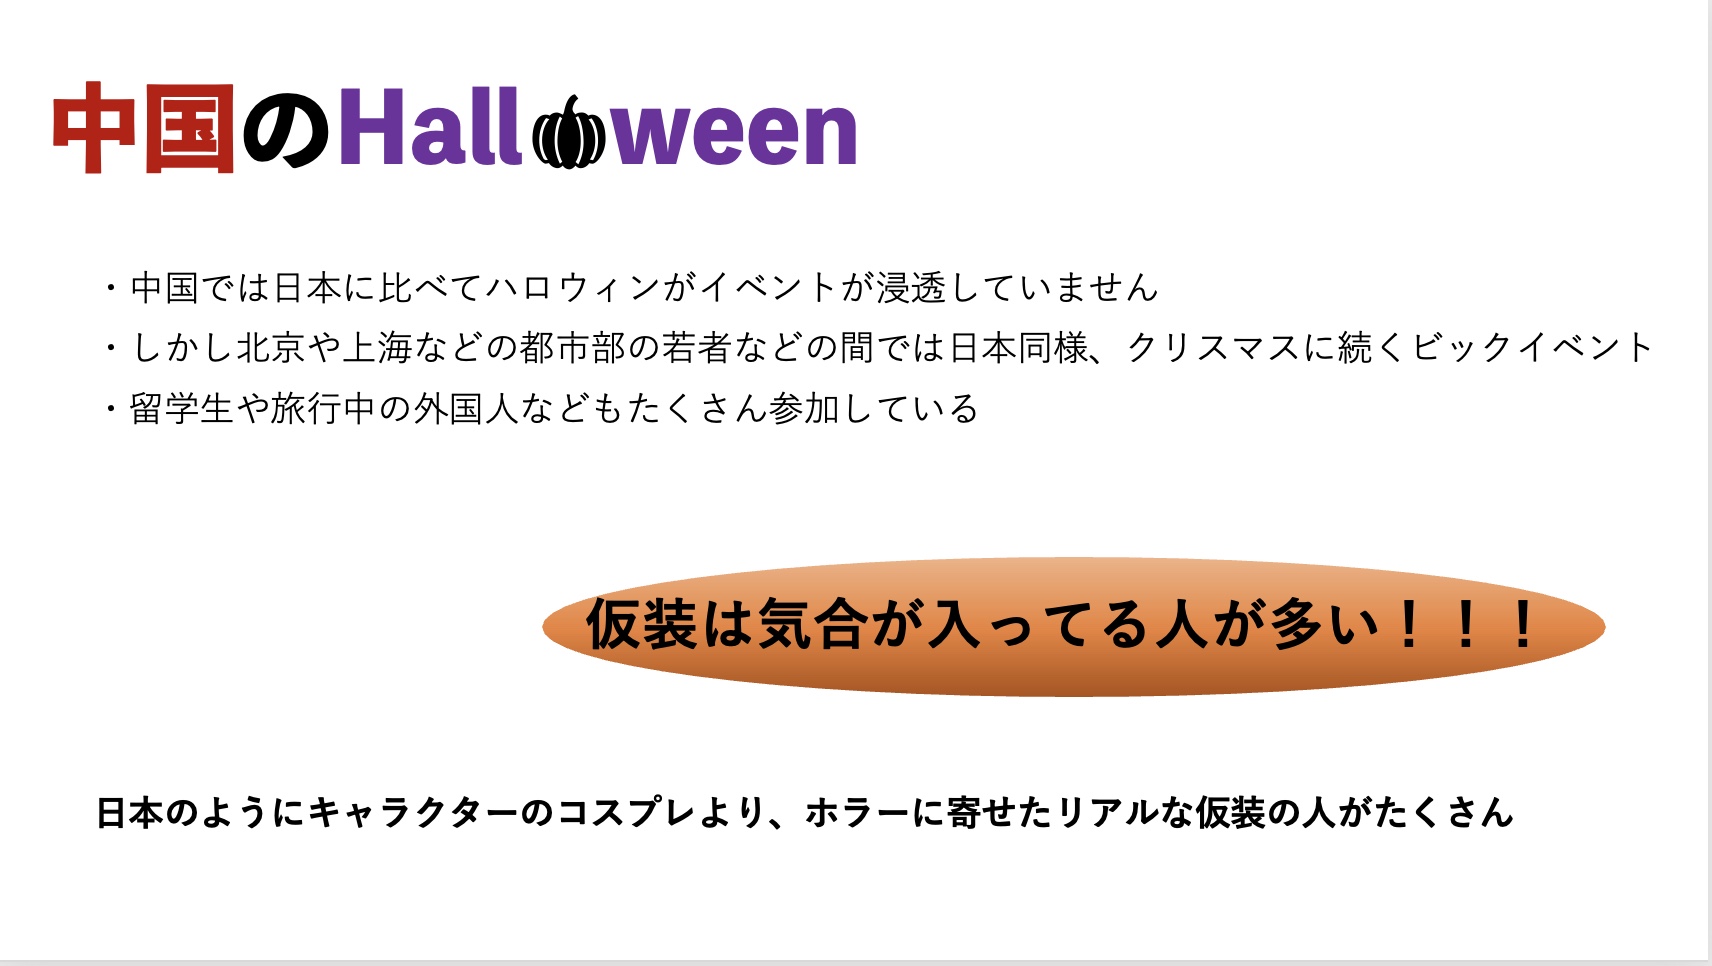 中国のHalloween
・中国では日本に比べてハロウィンがイベントが浸透していません
・しかし北京や上海などの都市部の若者などの間では日本同様、クリスマスに続くビックイベント
・留学生や旅行中の外国人などもたくさん参加している
仮装は気合が入ってる人が多い！！！
日本のようにキャラクターのコスプレより、ホラーに寄せたリアルな仮装の人がたくさん